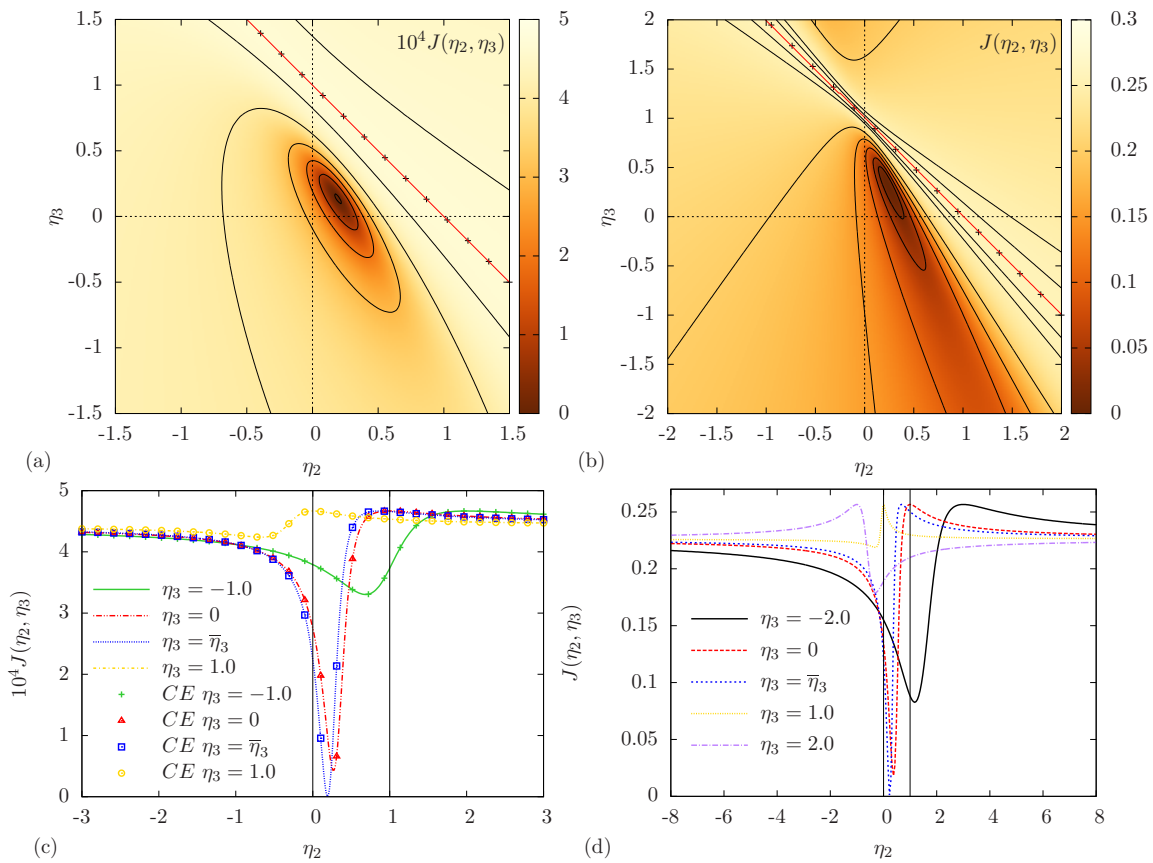 10⁴J(η₂, η₃)
1.5
1
0.5
0
-0.5
-1
-1.5
η₃
-1.5 -1 -0.5 0 0.5 1 1.5
η₂
5
4
3
2
1
0
(a)
J(η₂, η₃)
2
1.5
1
0.5
0
-0.5
-1
-1.5
-2
η₃
-2 -1.5 -1 -0.5 0 0.5 1 1.5 2
η₂
0.3
0.25
0.2
0.15
0.1
0.05
0
(b)
10⁴J(η₂, η₃)
5
4
3
2
1
0
η₃ = −1.0
η₃ = 0
η₃ = η̅₃
η₃ = 1.0
CE η₃ = −1.0
CE η₃ = 0
CE η₃ = η̅₃
CE η₃ = 1.0
-3 -2 -1 0 1 2 3
η₂
(c)
J(η₂, η₃)
0.25
0.2
0.15
0.1
0.05
0
η₃ = −2.0
η₃ = 0
η₃ = η̅₃
η₃ = 1.0
η₃ = 2.0
-8 -6 -4 -2 0 2 4 6 8
η₂
(d)